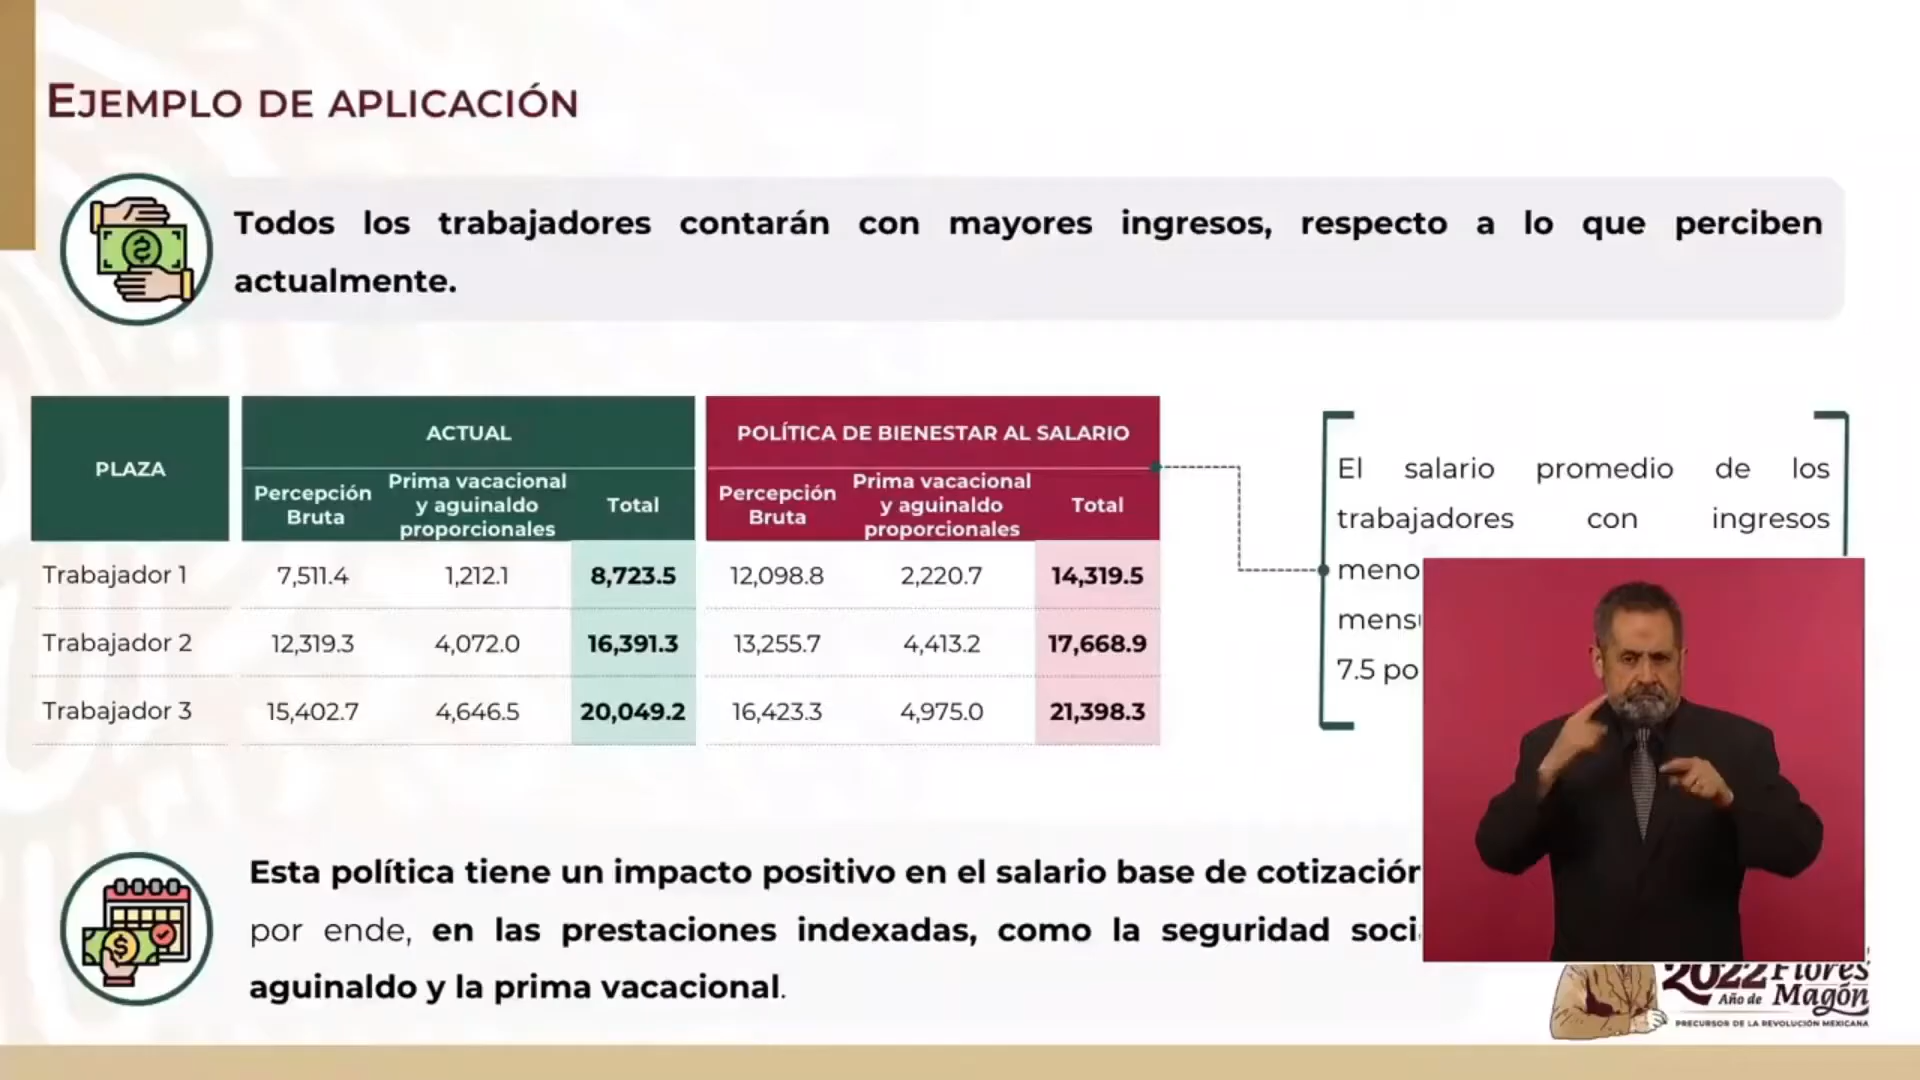 EJEMPLO DE APLICACIÓN
Todos los trabajadores contarán con mayores ingresos, respecto a lo que perciben
actualmente.
PLAZA
ACTUAL
Percepción Bruta
Prima vacacional y aguinaldo proporcionales
Total
POLÍTICA DE BIENESTAR AL SALARIO
Percepción Bruta
Prima vacacional y aguinaldo proporcionales
Total
Trabajador 1 7,511.4 1,212.1 8,723.5 12,098.8 2,220.7 14,319.5
Trabajador 2 12,319.3 4,072.0 16,391.3 13,255.7 4,413.2 17,668.9
Trabajador 3 15,402.7 4,646.5 20,049.2 16,423.3 4,975.0 21,398.3
El salario promedio de los
trabajadores con ingresos
7.5
Esta política tiene un impacto positivo en el salario base de cotización
por ende, en las prestaciones indexadas, como la seguridad
aguinaldo y la prima vacacional.
2022 Flores
Año de Magón
PRECURSOR DE LA REVOLUCIÓN MEXICANA